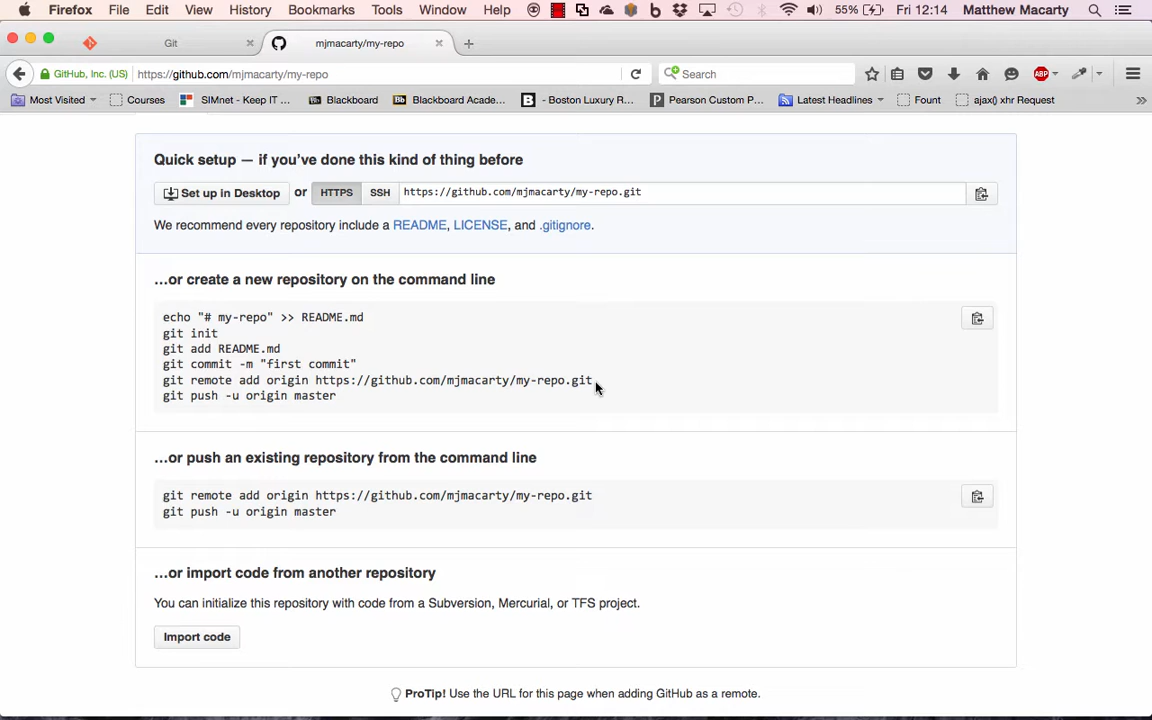 Firefox File Edit View History Bookmarks Tools Window Help 55% Fri 12:14 Matthew Macarty
Git mjmacarty/my-repo
GitHub, Inc. (US) https://github.com/mjmacarty/my-repo Search ABP
Most Visited Courses SIMnet - Keep IT ... Blackboard Blackboard Acade... - Boston Luxury R... Pearson Custom P... Latest Headlines Fount ajax() xhr Request
Quick setup — if you've done this kind of thing before
Set up in Desktop or HTTPS SSH https://github.com/mjmacarty/my-repo.git
We recommend every repository include a README, LICENSE, and .gitignore.
…or create a new repository on the command line
echo "# my-repo" >> README.md
git init
git add README.md
git commit -m "first commit"
git remote add origin https://github.com/mjmacarty/my-repo.git
git push -u origin master
…or push an existing repository from the command line
git remote add origin https://github.com/mjmacarty/my-repo.git
git push -u origin master
…or import code from another repository
You can initialize this repository with code from a Subversion, Mercurial, or TFS project.
Import code
ProTip! Use the URL for this page when adding GitHub as a remote.